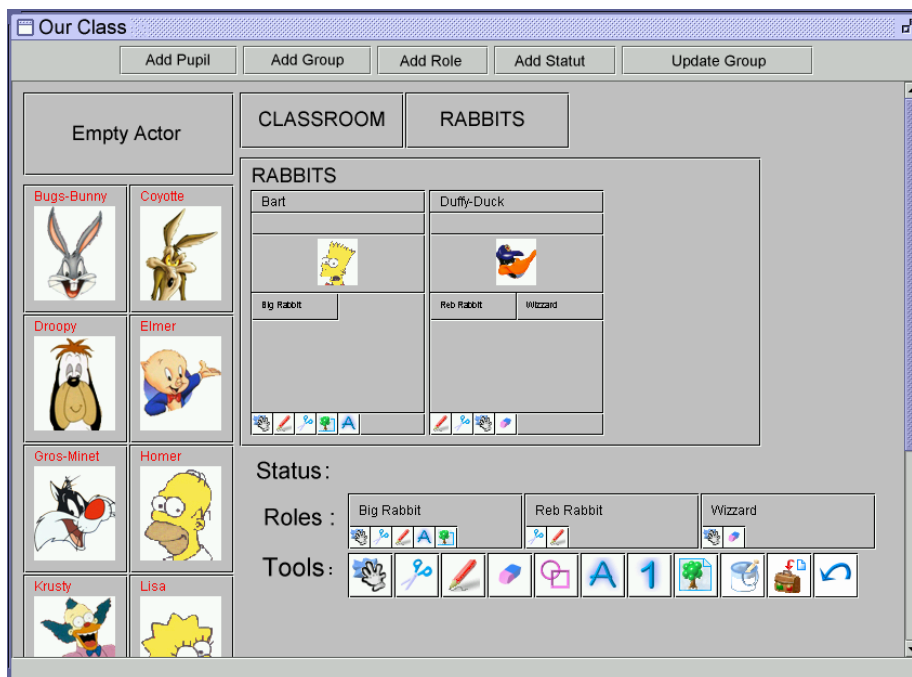 Our Class
Add Pupil Add Group Add Role Add Statut Update Group
Empty Actor
CLASSROOM RABBITS
Bugs-Bunny Coyotte
Droopy Elmer
Gros-Minet Homer
Krusty Lisa
RABBITS
Bart Duffy-Duck
Big Rabbit Reb Rabbit Wizzard
Status :
Roles : Big Rabbit Reb Rabbit Wizzard
Tools :